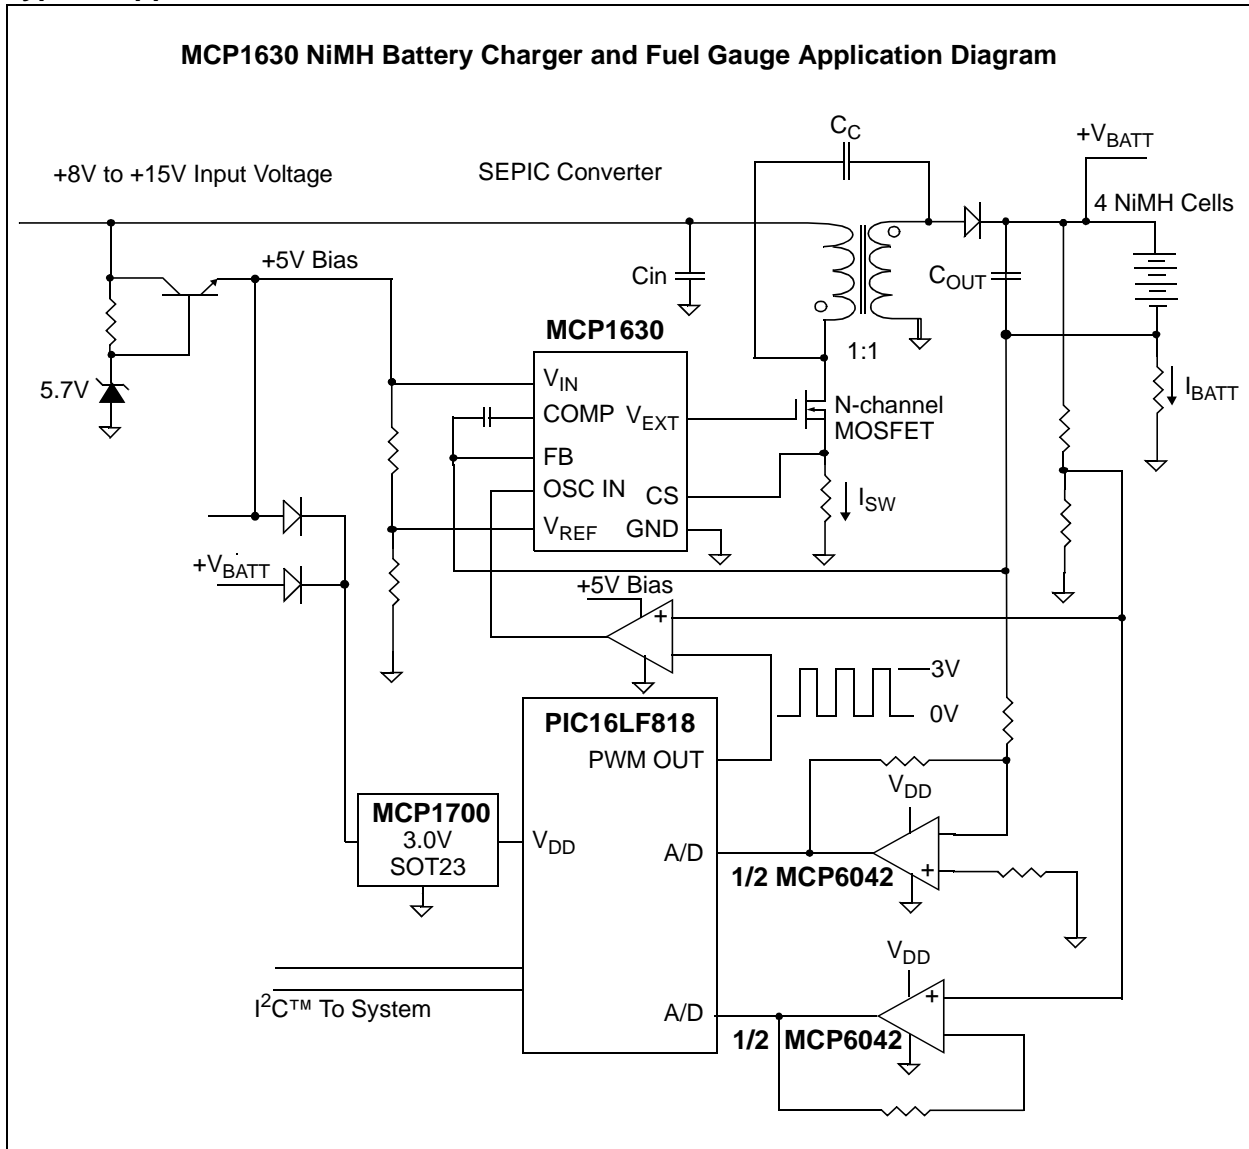 MCP1630 NiMH Battery Charger and Fuel Gauge Application Diagram
C_C
+V_BATT
+8V to +15V Input Voltage
SEPIC Converter
4 NiMH Cells
+5V Bias
Cin
C_OUT
MCP1630
1:1
5.7V
V_IN
COMP
V_EXT
N-channel
MOSFET
I_BATT
FB
OSC IN
CS
I_SW
V_REF
GND
+V_BATT
+5V Bias
+
3V
0V
PIC16LF818
PWM OUT
V_DD
MCP1700
3.0V
SOT23
V_DD
A/D
1/2 MCP6042
+
V_DD
I²C™ To System
+
A/D
1/2 MCP6042